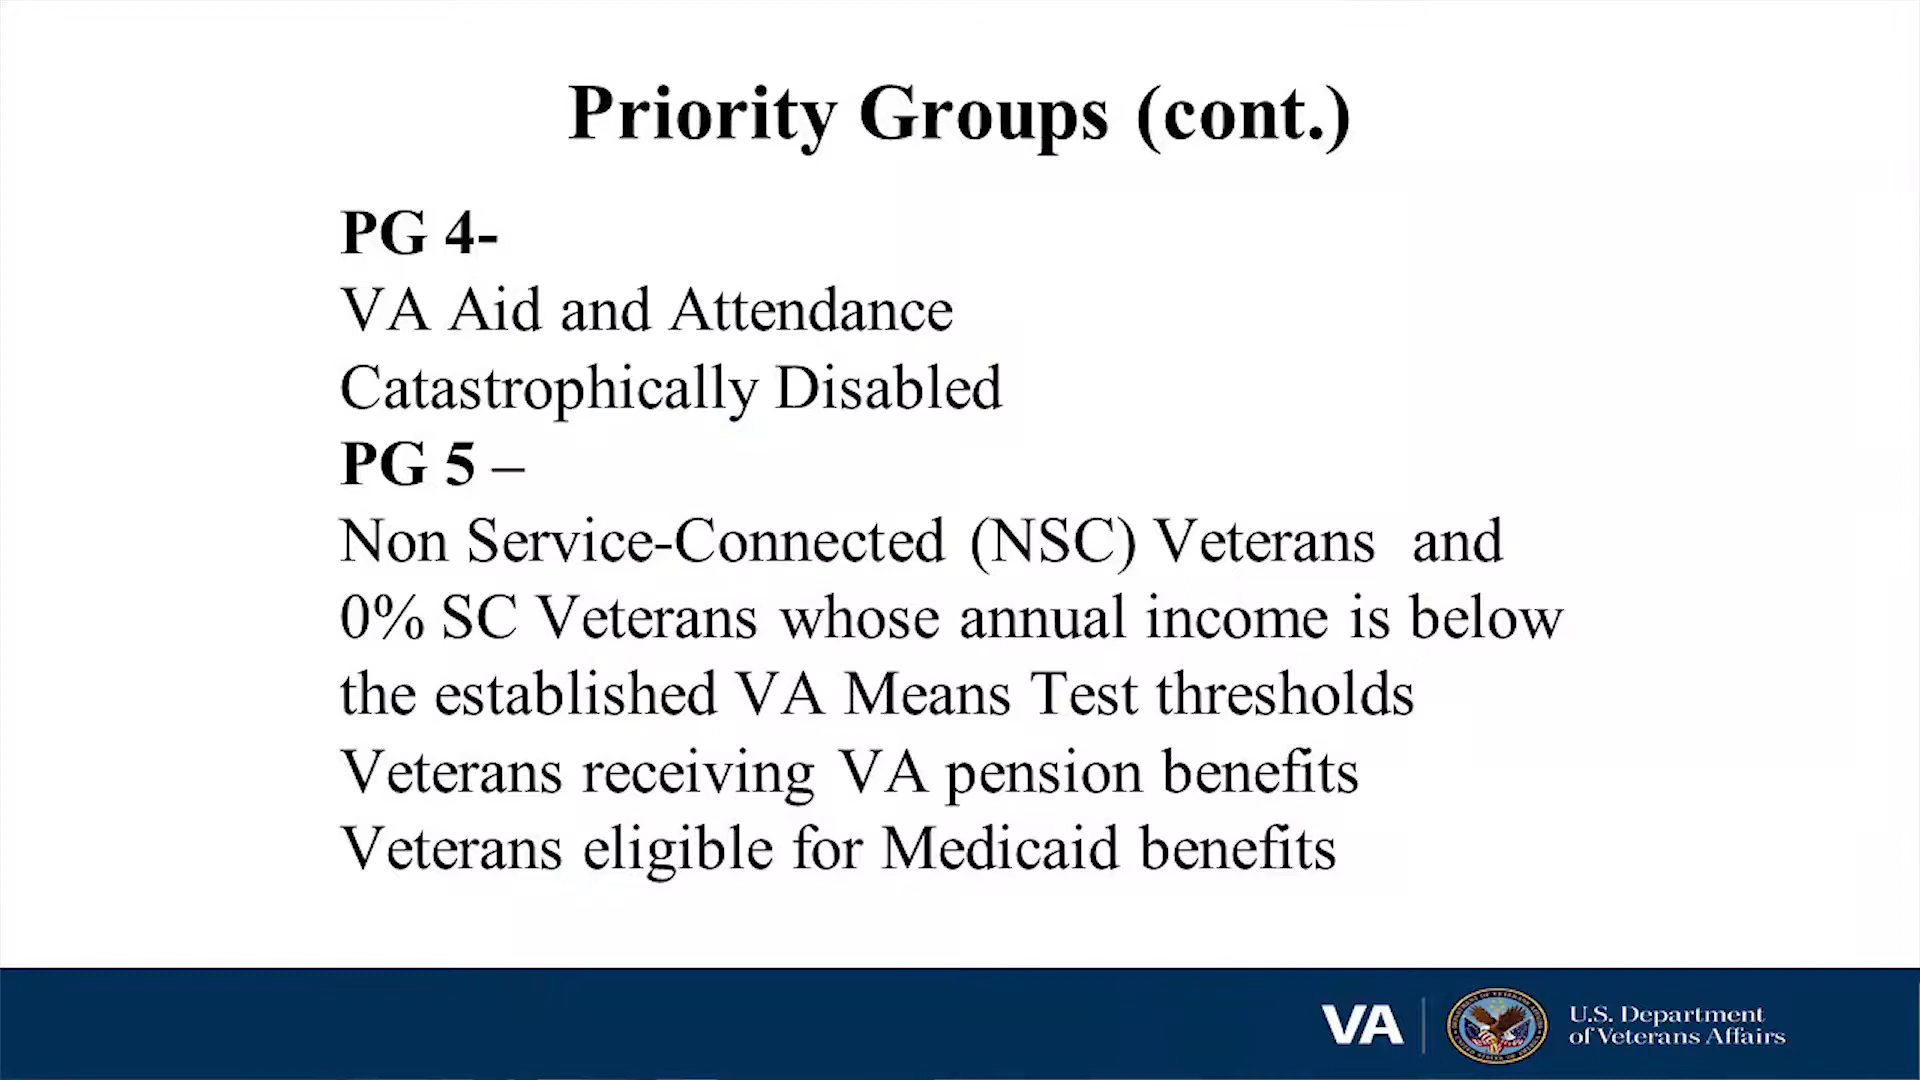 Priority Groups (cont.)
PG 4-
VA Aid and Attendance
Catastrophically Disabled
PG 5 –
Non Service-Connected (NSC) Veterans and
0% SC Veterans whose annual income is below
the established VA Means Test thresholds
Veterans receiving VA pension benefits
Veterans eligible for Medicaid benefits
VA
U.S. Department
of Veterans Affairs